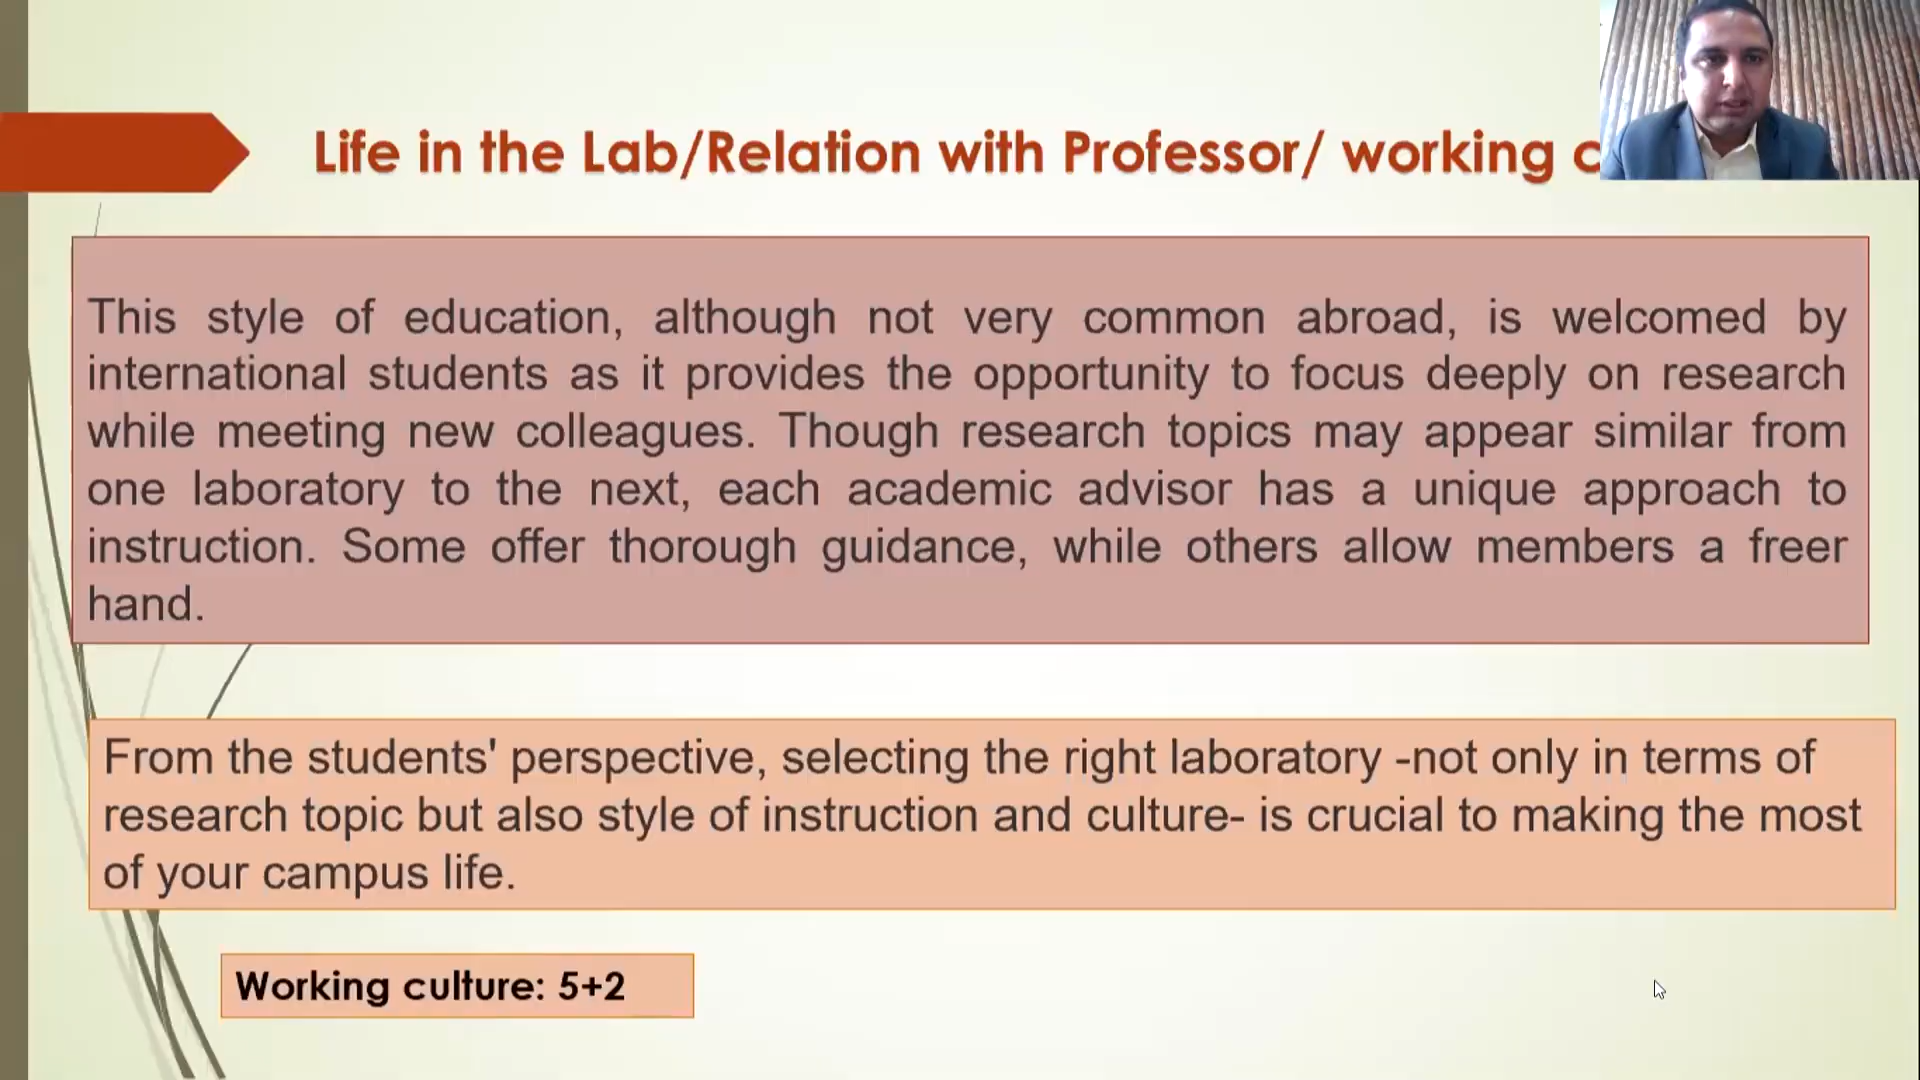 Life in the Lab/Relation with Professor/ working
This style of education, although not very common abroad, is welcomed by
international students as it provides the opportunity to focus deeply on research
while meeting new colleagues. Though research topics may appear similar from
one laboratory to the next, each academic advisor has a unique approach to
instruction. Some offer thorough guidance, while others allow members a freer
hand.
From the students' perspective, selecting the right laboratory -not only in terms of
research topic but also style of instruction and culture- is crucial to making the most
of your campus life.
Working culture: 5+2